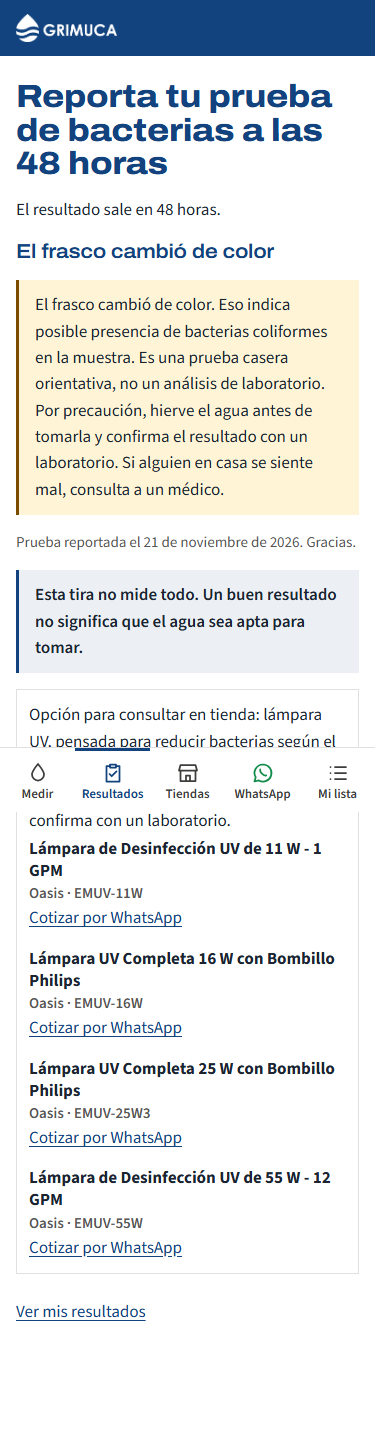 GRIMUCA
Reporta tu prueba
de bacterias a las
48 horas
El resultado sale en 48 horas.
El frasco cambió de color
El frasco cambió de color. Eso indica
posible presencia de bacterias coliformes
en la muestra. Es una prueba casera
orientativa, no un análisis de laboratorio.
Por precaución, hierve el agua antes de
tomarla y confirma el resultado con un
laboratorio. Si alguien en casa se siente
mal, consulta a un médico.
Prueba reportada el 21 de noviembre de 2026. Gracias.
Esta tira no mide todo. Un buen resultado
no significa que el agua sea apta para
tomar.
Opción para consultar en tienda: lámpara
UV, pensada para reducir bacterias según el
Medir
Resultados
Tiendas
WhatsApp
Mi lista
confirma con un laboratorio.
Lámpara de Desinfección UV de 11 W - 1
GPM
Oasis · EMUV-11W
Cotizar por WhatsApp
Lámpara UV Completa 16 W con Bombillo
Philips
Oasis · EMUV-16W
Cotizar por WhatsApp
Lámpara UV Completa 25 W con Bombillo
Philips
Oasis · EMUV-25W3
Cotizar por WhatsApp
Lámpara de Desinfección UV de 55 W - 12
GPM
Oasis · EMUV-55W
Cotizar por WhatsApp
Ver mis resultados